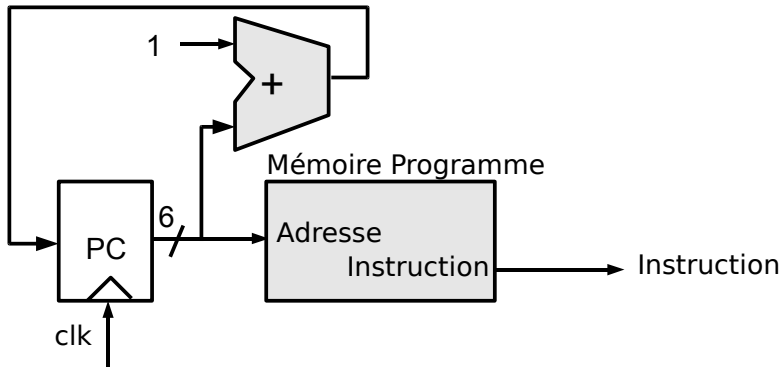 1
+
Mémoire Programme
6
PC
Adresse
Instruction
Instruction
clk